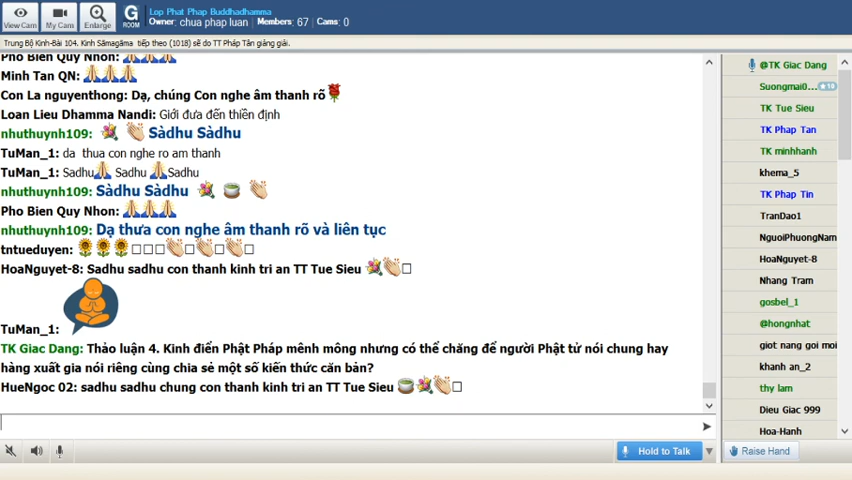 View Cam
My Cam
Enlarge
G
ROOM
Lop Phat Phap Buddhadhamma
Owner: chua phap luan Members: 67 Cams: 0
Trung Bộ Kinh-Bài 104. Kinh Sāmagāma tiếp theo (1018) sẽ do TT Pháp Tân giảng giải.
Pho Bien Quy Nhon:
Minh Tan QN:
Con La nguyenthong: Dạ, chúng Con nghe âm thanh rõ
Loan Lieu Dhamma Nandi: Giới đưa đến thiền định
nhuthuynh109: Sàdhu Sàdhu
TuMan_1: da thua con nghe ro am thanh
TuMan_1: Sadhu Sadhu Sadhu
nhuthuynh109: Sàdhu Sàdhu
Pho Bien Quy Nhon:
nhuthuynh109: Dạ thưa con nghe âm thanh rõ và liên tục
tntueduyen:
HoaNguyet-8: Sadhu sadhu con thanh kinh tri an TT Tue Sieu
TuMan_1:
TK Giac Dang: Thảo luận 4. Kinh điển Phật Pháp mênh mông nhưng có thể chăng để người Phật tử nói chung hay
hàng xuất gia nói riêng cùng chia sẻ một số kiến thức căn bản?
HueNgoc 02: sadhu sadhu chung con thanh kinh tri an TT Tue Sieu
Hold to Talk
@TK Giac Dang
Suongmai0... 10
TK Tue Sieu
TK Phap Tan
TK minhhanh
khema_5
TK Phap Tin
TranDao1
NguoiPhuongNam
HoaNguyet-8
Nhang Tram
gosbel_1
@hongnhat
giot nang goi moi
khanh an_2
thy lam
Dieu Giac 999
Hoa-Hanh
Raise Hand